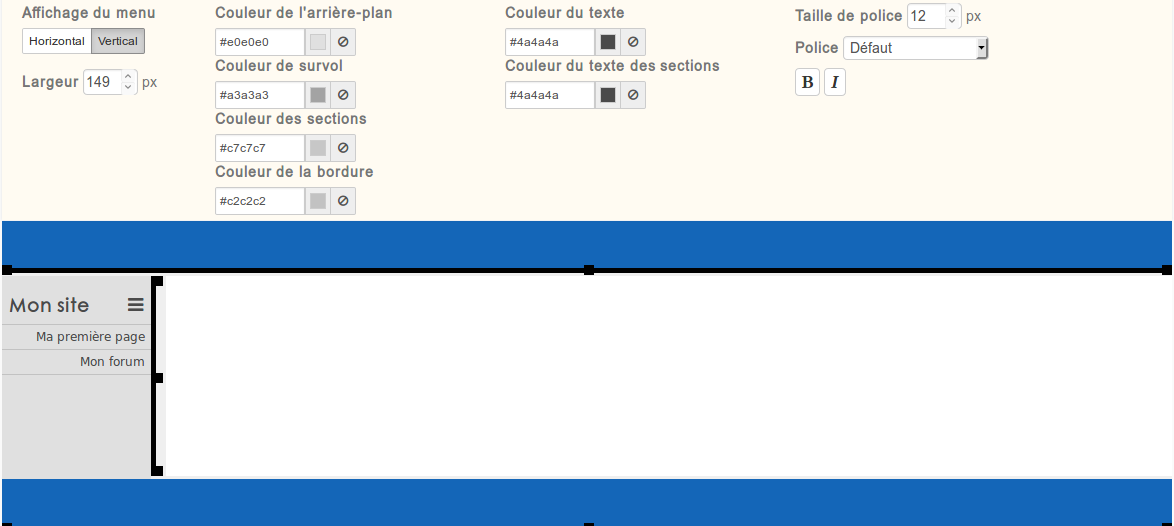 Affichage du menu
Horizontal Vertical
Largeur 149 px
Couleur de l'arrière-plan
#e0e0e0
Couleur de survol
#a3a3a3
Couleur des sections
#c7c7c7
Couleur de la bordure
#c2c2c2
Couleur du texte
#4a4a4a
Couleur du texte des sections
#4a4a4a
Taille de police 12 px
Police Défaut
B I
Mon site
Ma première page
Mon forum